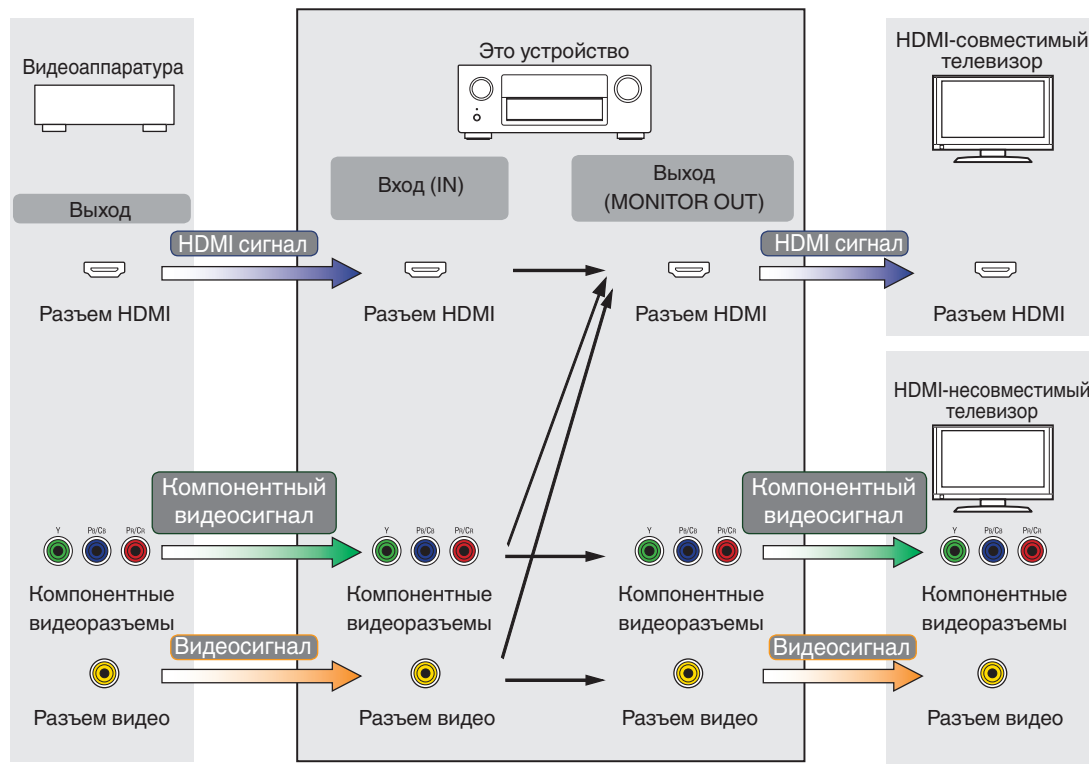 Видеоаппаратура
Это устройство
HDMI-совместимый
телевизор
Выход
Вход (IN)
Выход
(MONITOR OUT)
HDMI сигнал
HDMI сигнал
Разъем HDMI
Разъем HDMI
Разъем HDMI
Разъем HDMI
HDMI-несовместимый
телевизор
Компонентный
видеосигнал
Компонентный
видеосигнал
Y PB/CB PR/CR
Y PB/CB PR/CR
Y PB/CB PR/CR
Y PB/CB PR/CR
Компонентные
видеоразъемы
Компонентные
видеоразъемы
Компонентные
видеоразъемы
Компонентные
видеоразъемы
Видеосигнал
Видеосигнал
Разъем видео
Разъем видео
Разъем видео
Разъем видео